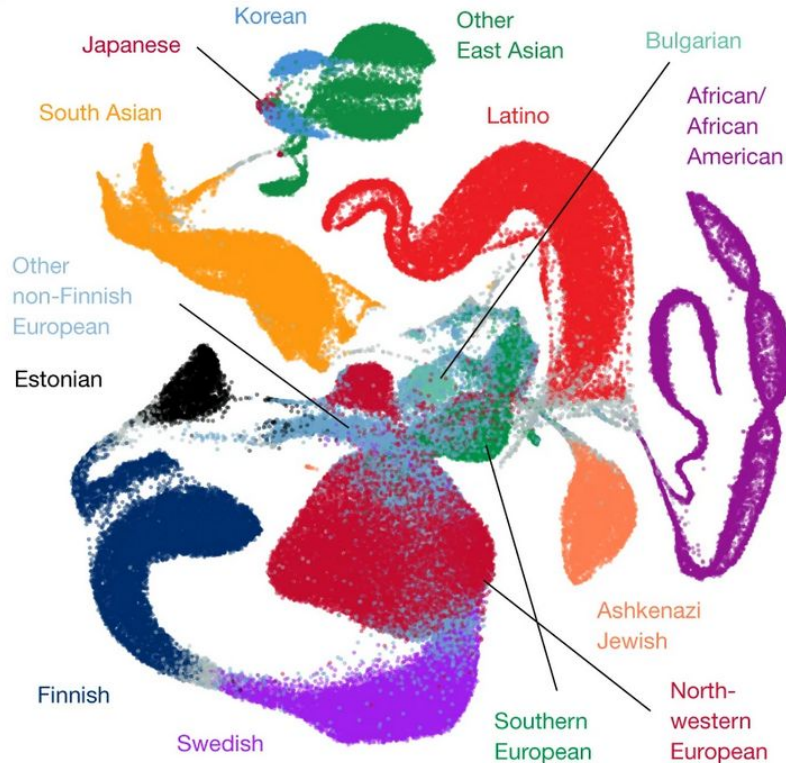 Korean
Japanese
Other
East Asian
Bulgarian
South Asian
Latino
African/
African
American
Other
non-Finnish
European
Estonian
Ashkenazi
Jewish
Finnish
Swedish
Southern
European
North-
western
European